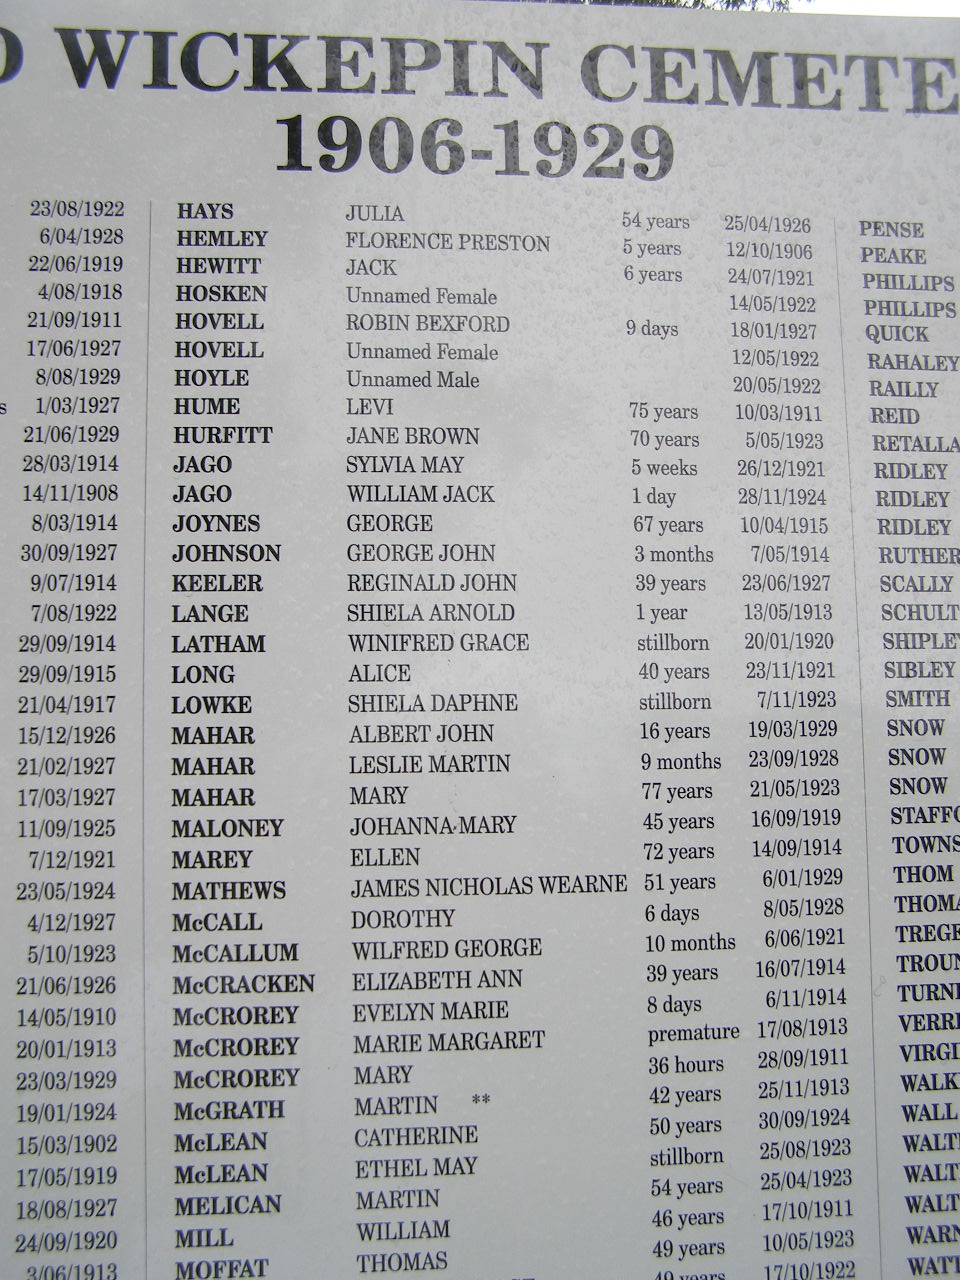 D WICKEPIN CEMETE
1906-1929
23/08/1922 HAYS JULIA 54 years 25/04/1926 PENSE
6/04/1928 HEMLEY FLORENCE PRESTON 5 years 12/10/1906 PEAKE
22/06/1919 HEWITT JACK 6 years 24/07/1921 PHILLIPS
4/08/1918 HOSKEN Unnamed Female 14/05/1922 PHILLIPS
21/09/1911 HOVELL ROBIN BEXFORD 9 days 18/01/1927 QUICK
17/06/1927 HOVELL Unnamed Female 12/05/1922 RAHALEY
8/08/1929 HOYLE Unnamed Male 20/05/1922 RAILLY
s 1/03/1927 HUME LEVI 75 years 10/03/1911 REID
21/06/1929 HURFITT JANE BROWN 70 years 5/05/1923 RETALLA
28/03/1914 JAGO SYLVIA MAY 5 weeks 26/12/1921 RIDLEY
14/11/1908 JAGO WILLIAM JACK 1 day 28/11/1924 RIDLEY
8/03/1914 JOYNES GEORGE 67 years 10/04/1915 RIDLEY
30/09/1927 JOHNSON GEORGE JOHN 3 months 7/05/1914 RUTHER
9/07/1914 KEELER REGINALD JOHN 39 years 23/06/1927 SCALLY
7/08/1922 LANGE SHIELA ARNOLD 1 year 13/05/1913 SCHULT
29/09/1914 LATHAM WINIFRED GRACE stillborn 20/01/1920 SHIPLEY
29/09/1915 LONG ALICE 40 years 23/11/1921 SIBLEY
21/04/1917 LOWKE SHIELA DAPHNE stillborn 7/11/1923 SMITH
15/12/1926 MAHAR ALBERT JOHN 16 years 19/03/1929 SNOW
21/02/1927 MAHAR LESLIE MARTIN 9 months 23/09/1928 SNOW
17/03/1927 MAHAR MARY 77 years 21/05/1923 SNOW
11/09/1925 MALONEY JOHANNA MARY 45 years 16/09/1919 STAFFO
7/12/1921 MAREY ELLEN 72 years 14/09/1914 TOWNS
23/05/1924 MATHEWS JAMES NICHOLAS WEARNE 51 years 6/01/1929 THOM
4/12/1927 McCALL DOROTHY 6 days 8/05/1928 THOMA
5/10/1923 McCALLUM WILFRED GEORGE 10 months 6/06/1921 TREGE
21/06/1926 McCRACKEN ELIZABETH ANN 39 years 16/07/1914 TROUN
14/05/1910 McCROREY EVELYN MARIE 8 days 6/11/1914 TURNE
20/01/1913 McCROREY MARIE MARGARET premature 17/08/1913 VERRI
23/03/1929 McCROREY MARY 36 hours 28/09/1911 VIRGI
19/01/1924 McGRATH MARTIN ** 42 years 25/11/1913 WALKE
15/03/1902 McLEAN CATHERINE 50 years 30/09/1924 WALL
17/05/1919 McLEAN ETHEL MAY stillborn 25/08/1923 WALT
18/08/1927 MELICAN MARTIN 54 years 25/04/1923 WALT
24/09/1920 MILL WILLIAM 46 years 17/10/1911 WALT
3/06/1913 MOFFAT THOMAS 49 years 10/05/1923 WARN
49 years 17/10/1922 WATT